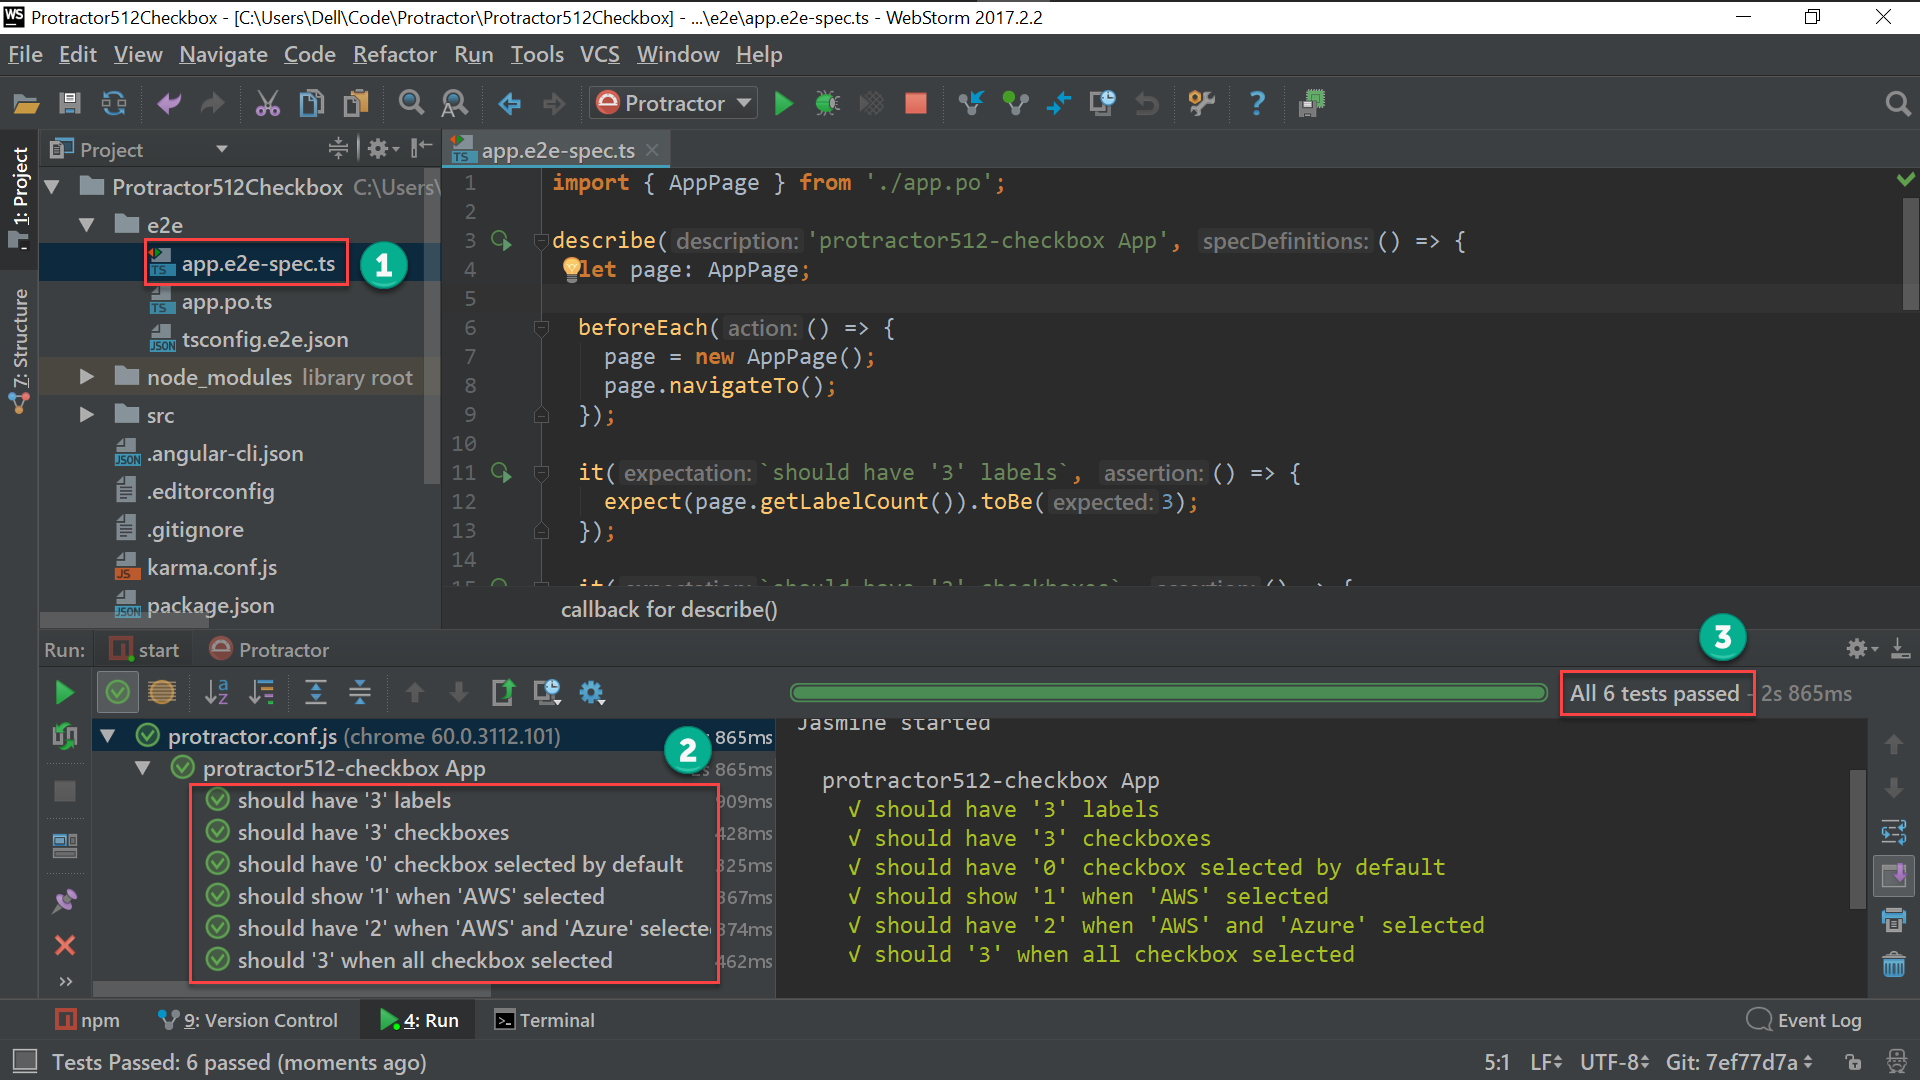 WS Protractor512Checkbox - [C:\Users\Dell\Code\Protractor\Protractor512Checkbox] - ...\e2e\app.e2e-spec.ts - WebStorm 2017.2.2
File Edit View Navigate Code Refactor Run Tools VCS Window Help
Protractor
1: Project
7: Structure
Project
Protractor512Checkbox C:\Users\
e2e
app.e2e-spec.ts
1
app.po.ts
tsconfig.e2e.json
node_modules library root
src
.angular-cli.json
.editorconfig
.gitignore
karma.conf.js
package.json
app.e2e-spec.ts
1 import { AppPage } from './app.po';
2
3 describe( description: 'protractor512-checkbox App', specDefinitions: () => {
4 let page: AppPage;
5
6 beforeEach( action: () => {
7 page = new AppPage();
8 page.navigateTo();
9 });
10
11 it( expectation: `should have '3' labels`, assertion: () => {
12 expect(page.getLabelCount()).toBe( expected: 3);
13 });
14
callback for describe()
Run: start Protractor
3
All 6 tests passed - 2s 865ms
protractor.conf.js (chrome 60.0.3112.101) 865ms
2
protractor512-checkbox App 865ms
should have '3' labels 909ms
should have '3' checkboxes 428ms
should have '0' checkbox selected by default 325ms
should show '1' when 'AWS' selected 367ms
should have '2' when 'AWS' and 'Azure' selecte 374ms
should '3' when all checkbox selected 462ms
Jasmine started
protractor512-checkbox App
√ should have '3' labels
√ should have '3' checkboxes
√ should have '0' checkbox selected by default
√ should show '1' when 'AWS' selected
√ should have '2' when 'AWS' and 'Azure' selected
√ should '3' when all checkbox selected
npm 9: Version Control 4: Run Terminal Event Log
Tests Passed: 6 passed (moments ago) 5:1 LF UTF-8 Git: 7ef77d7a